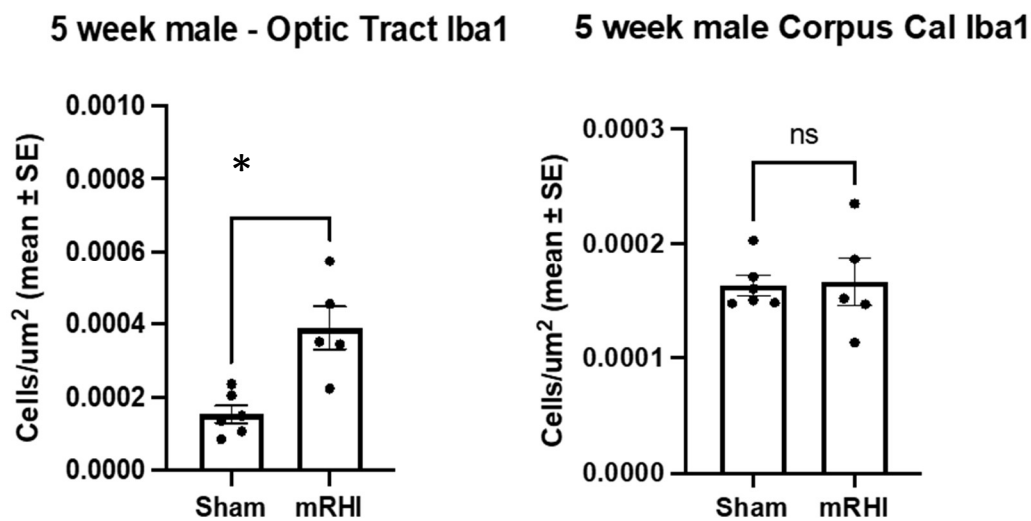 5 week male - Optic Tract Iba1
Cells/um² (mean ± SE)
0.0010
0.0008
0.0006
0.0004
0.0002
0.0000
*
Sham mRHI
5 week male Corpus Cal Iba1
Cells/um² (mean ± SE)
0.0003
0.0002
0.0001
0.0000
ns
Sham mRHI